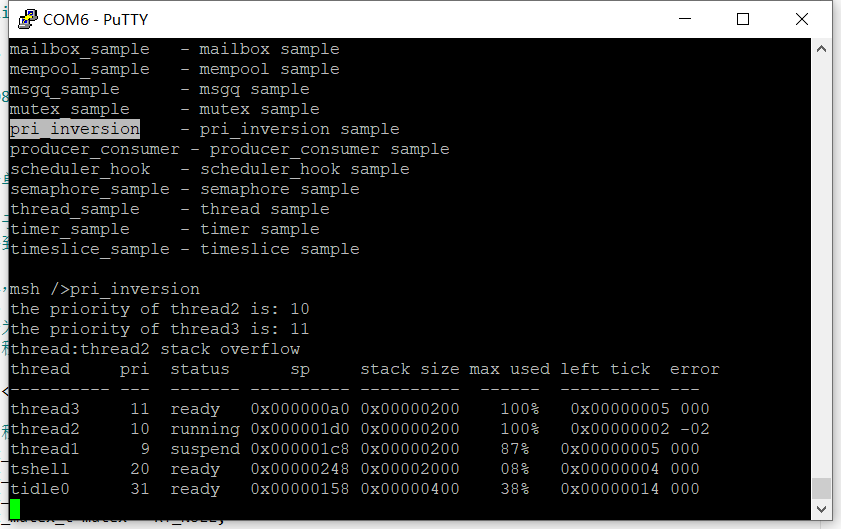 COM6 - PuTTY
mailbox_sample   - mailbox sample
mempool_sample   - mempool sample
msgq_sample      - msgq sample
mutex_sample     - mutex sample
pri_inversion    - pri_inversion sample
producer_consumer - producer_consumer sample
scheduler_hook   - scheduler_hook sample
semaphore_sample - semaphore sample
thread_sample    - thread sample
timer_sample     - timer sample
timeslice_sample - timeslice sample
msh />pri_inversion
the priority of thread2 is: 10
the priority of thread3 is: 11
thread:thread2 stack overflow
thread     pri  status      sp     stack size max used left tick  error
---------- ---  ------- ---------- ----------  ------  ---------- ---
thread3     11  ready   0x000000a0 0x00000200    100%   0x00000005 000
thread2     10  running 0x000001d0 0x00000200    100%   0x00000002 -02
thread1      9  suspend 0x000001c8 0x00000200    87%   0x00000005 000
tshell      20  ready   0x00000248 0x00002000    08%   0x00000004 000
tidle0      31  ready   0x00000158 0x00000400    38%   0x00000014 000